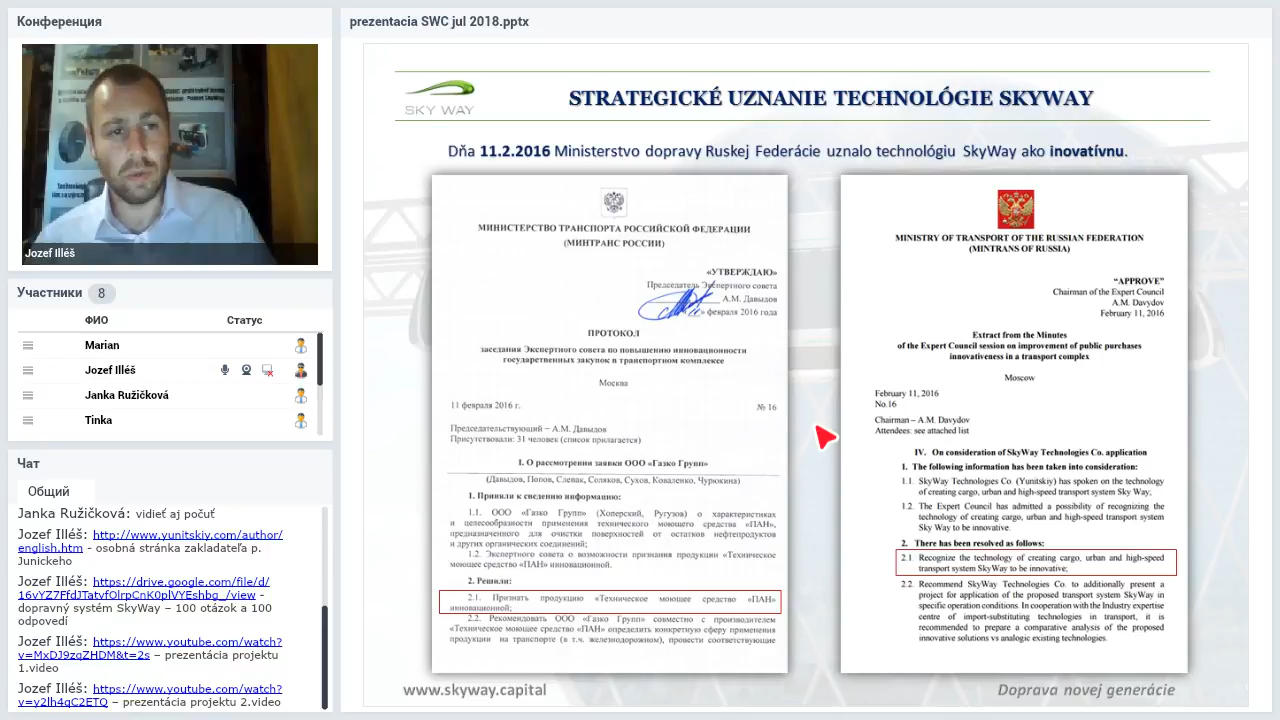 Конференция
Jozef Illéš
Участники 8
ФИО Статус
Marian
Jozef Illéš
Janka Ružičková
Tinka
Чат
Общий
Janka Ružičková: vidieť aj počuť
Jozef Illéš: http://www.yunitskiy.com/author/
english.htm - osobná stránka zakladateľa p.
Junickeho
Jozef Illéš: https://drive.google.com/file/d/
16vYZ7FfdJTatvfOlrpCnK0plVYEshbg_/view -
dopravný systém SkyWay – 100 otázok a 100
odpovedí
Jozef Illéš: https://www.youtube.com/watch?
v=MxDJ9zqZHDM&t=2s – prezentácia projektu
1.video
Jozef Illéš: https://www.youtube.com/watch?
v=y2lh4qC2ETQ – prezentácia projektu 2.video
prezentacia SWC jul 2018.pptx
SKY WAY
STRATEGICKÉ UZNANIE TECHNOLÓGIE SKYWAY
Dňa 11.2.2016 Ministerstvo dopravy Ruskej Federácie uznalo technológiu SkyWay ako inovatívnu.
МИНИСТЕРСТВО ТРАНСПОРТА РОССИЙСКОЙ ФЕДЕРАЦИИ
(МИНТРАНС РОССИИ)
«УТВЕРЖДАЮ»
Председатель Экспертного совета
А.М. Давыдов
» февраля 2016 года
ПРОТОКОЛ
заседания Экспертного совета по повышению инновационности
государственных закупок в транспортном комплексе
Москва
11 февраля 2016 г. № 16
Председательствующий – А.М. Давыдов
Присутствовали: 31 человек (список прилагается)
1. О рассмотрении заявки ООО «Газко Групп»
(Давыдов, Попов, Слепак, Соляков, Сухов, Коваленко, Чурюкина)
1. Приняли к сведению информацию:
1.1. ООО «Газко Групп» (Хоперский, Ругузов) о характеристиках
и целесообразности применения технического моющего средства «ПАН»,
предназначенного для очистки поверхностей от остатков нефтепродуктов
и других органических соединений;
1.2. Экспертного совета о возможности признания продукции «Техническое
моющее средство «ПАН» инновационной.
2. Решили:
2.1. Признать продукцию «Техническое моющее средство «ПАН»
инновационной;
2.2. Рекомендовать ООО «Газко Групп» совместно с производителем
«Техническое моющее средство «ПАН» определить конкретную сферу применения
продукции на транспорте (в т.ч. железнодорожном), провести соответствующие
MINISTRY OF TRANSPORT OF THE RUSSIAN FEDERATION
(MINTRANS OF RUSSIA)
“APPROVE”
Chairman of the Expert Council
A.M. Davydov
February 11, 2016
Extract from the Minutes
of the Expert Council session on improvement of public purchases
innovativeness in a transport complex
Moscow
February 11, 2016
No.16
Chairman – A.M. Davydov
Attendees: see attached list
IV. On consideration of SkyWay Technologies Co. application
1. The following information has been taken into consideration:
1.1. SkyWay Technologies Co. (Yunitskiy) has spoken on the technology
of creating cargo, urban and high-speed transport system Sky Way;
1.2. The Expert Council has admitted a possibility of recognizing the
technology of creating cargo, urban and high-speed transport system
Sky Way to be innovative.
2. There has been resolved as follows:
2.1. Recognize the technology of creating cargo, urban and high-speed
transport system SkyWay to be innovative;
2.2. Recommend SkyWay Technologies Co. to additionally present a
project for application of the proposed transport system SkyWay in
specific operation conditions. In cooperation with the Industry expertise
centre of import-substituting technologies in transport, it is
recommended to prepare a comparative analysis of the proposed
innovative solutions vs analogic existing technologies.
www.skyway.capital
Doprava novej generácie